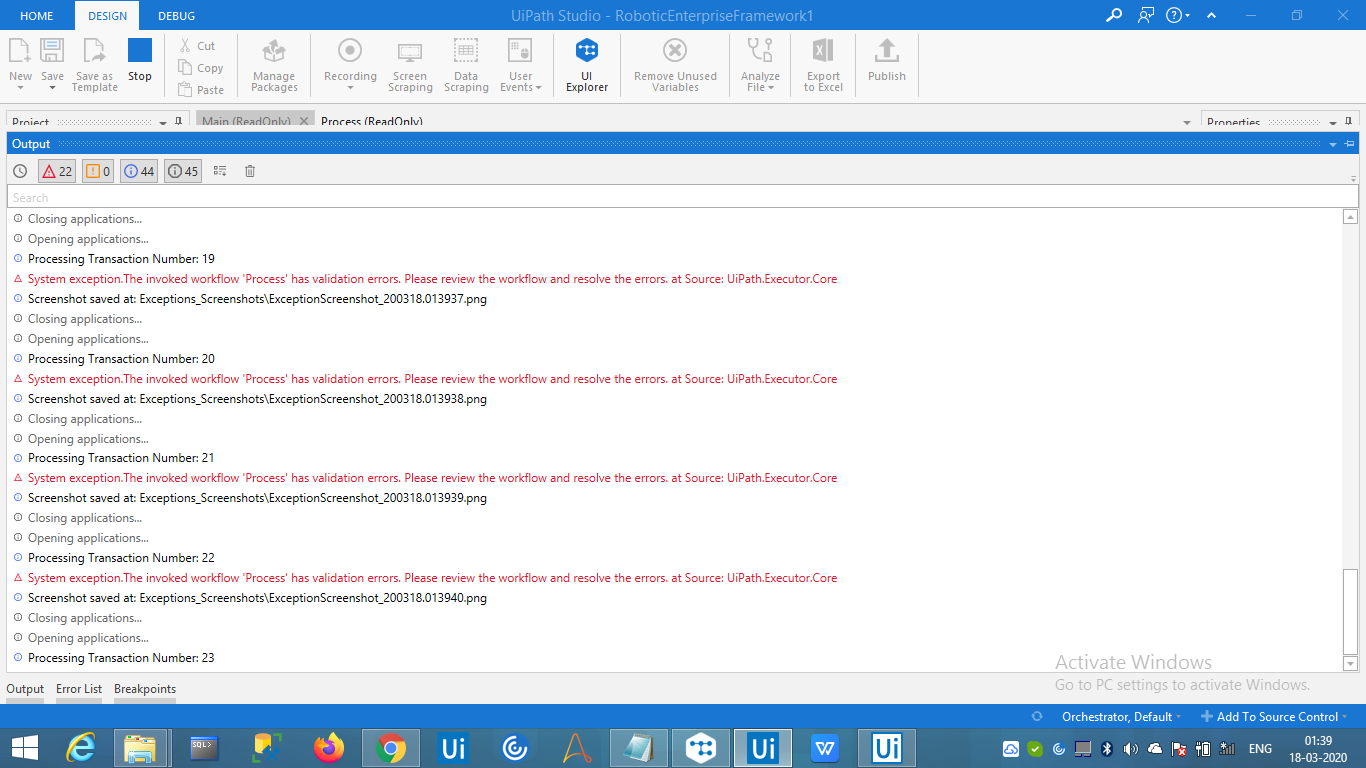 HOME DESIGN DEBUG UiPath Studio - RoboticEnterpriseFramework1
New Save Save as Template Stop Cut Copy Paste Manage Packages Recording Screen Scraping Data Scraping User Events UI Explorer Remove Unused Variables Analyze File Export to Excel Publish
Project Main (ReadOnly) Process (ReadOnly) Properties
Output
22 0 44 45
Search
Closing applications...
Opening applications...
Processing Transaction Number: 19
System exception.The invoked workflow 'Process' has validation errors. Please review the workflow and resolve the errors. at Source: UiPath.Executor.Core
Screenshot saved at: Exceptions_Screenshots\ExceptionScreenshot_200318.013937.png
Closing applications...
Opening applications...
Processing Transaction Number: 20
System exception.The invoked workflow 'Process' has validation errors. Please review the workflow and resolve the errors. at Source: UiPath.Executor.Core
Screenshot saved at: Exceptions_Screenshots\ExceptionScreenshot_200318.013938.png
Closing applications...
Opening applications...
Processing Transaction Number: 21
System exception.The invoked workflow 'Process' has validation errors. Please review the workflow and resolve the errors. at Source: UiPath.Executor.Core
Screenshot saved at: Exceptions_Screenshots\ExceptionScreenshot_200318.013939.png
Closing applications...
Opening applications...
Processing Transaction Number: 22
System exception.The invoked workflow 'Process' has validation errors. Please review the workflow and resolve the errors. at Source: UiPath.Executor.Core
Screenshot saved at: Exceptions_Screenshots\ExceptionScreenshot_200318.013940.png
Closing applications...
Opening applications...
Processing Transaction Number: 23
Activate Windows
Go to PC settings to activate Windows.
Output Error List Breakpoints
Orchestrator, Default Add To Source Control
SQL> Ui Ui W Ui ENG 01:39
18-03-2020